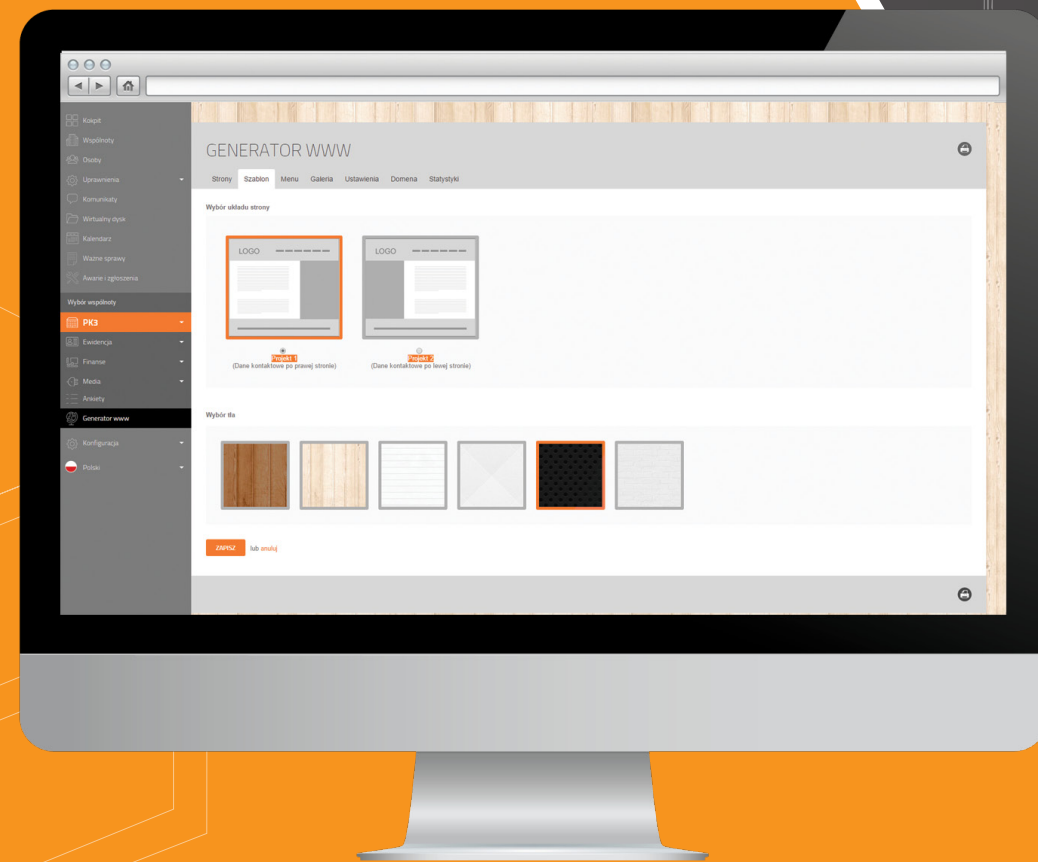 Kokpit
Wspólnoty
Osoby
Uprawnienia
Komunikaty
Wirtualny dysk
Kalendarz
Ważne sprawy
Awarie i zgłoszenia
Wybór wspólnoty
PK3
Ewidencja
Finanse
Media
Ankiety
Generator www
Konfiguracja
Polski
GENERATOR WWW
Strony Szablon Menu Galeria Ustawienia Domena Statystyki
Wybór układu strony
LOGO
LOGO
Projekt 1
(Dane kontaktowe po prawej stronie)
Projekt 2
(Dane kontaktowe po lewej stronie)
Wybór tła
ZAPISZ lub anuluj